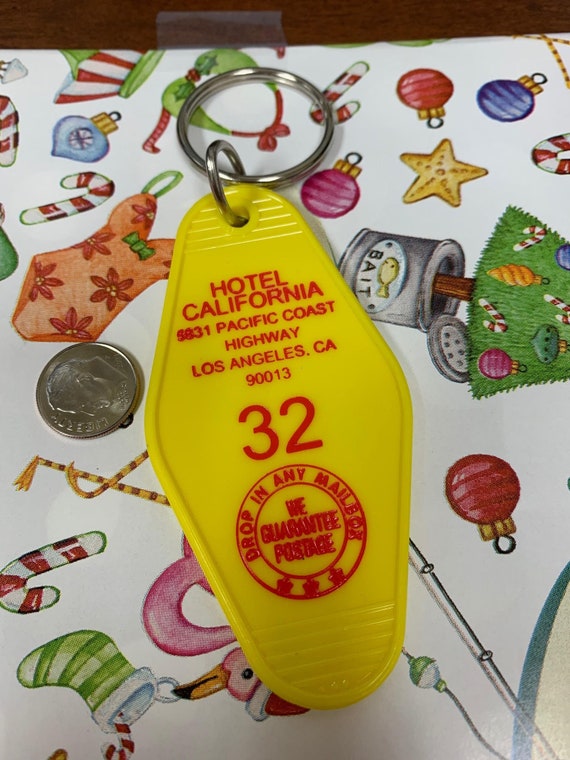 HOTEL
CALIFORNIA
5831 PACIFIC COAST
HIGHWAY
LOS ANGELES, CA
90013
32
DROP IN ANY MAILBOX
WE
GUARANTEE
POSTAGE
BAIT
LIBERTY